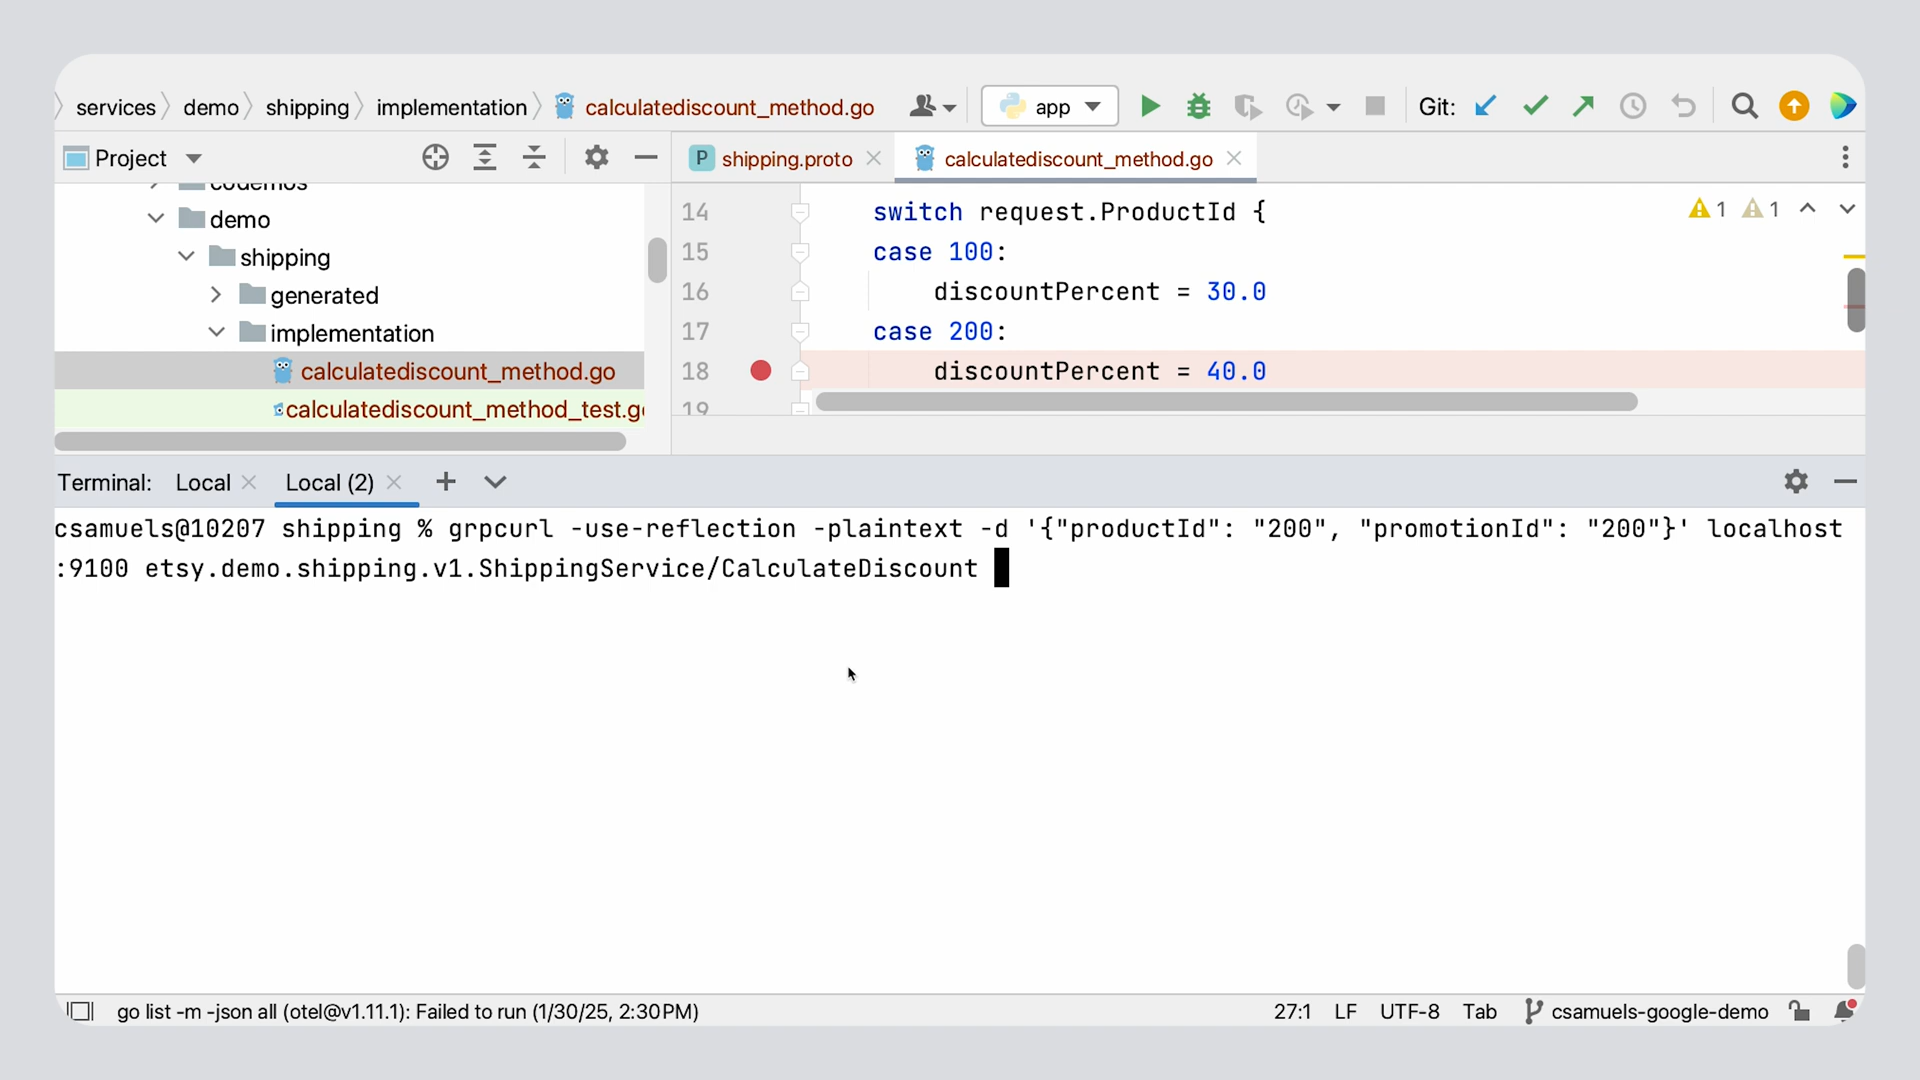 services demo shipping implementation calculatediscount_method.go app Git:
Project
shipping.proto calculatediscount_method.go
codemos
demo
shipping
generated
implementation
calculatediscount_method.go
calculatediscount_method_test.g
14 switch request.ProductId {
15 case 100:
16 discountPercent = 30.0
17 case 200:
18 discountPercent = 40.0
19
1 1
Terminal: Local Local (2)
csamuels@10207 shipping % grpcurl -use-reflection -plaintext -d '{"productId": "200", "promotionId": "200"}' localhost
:9100 etsy.demo.shipping.v1.ShippingService/CalculateDiscount
go list -m -json all (otel@v1.11.1): Failed to run (1/30/25, 2:30 PM) 27:1 LF UTF-8 Tab csamuels-google-demo